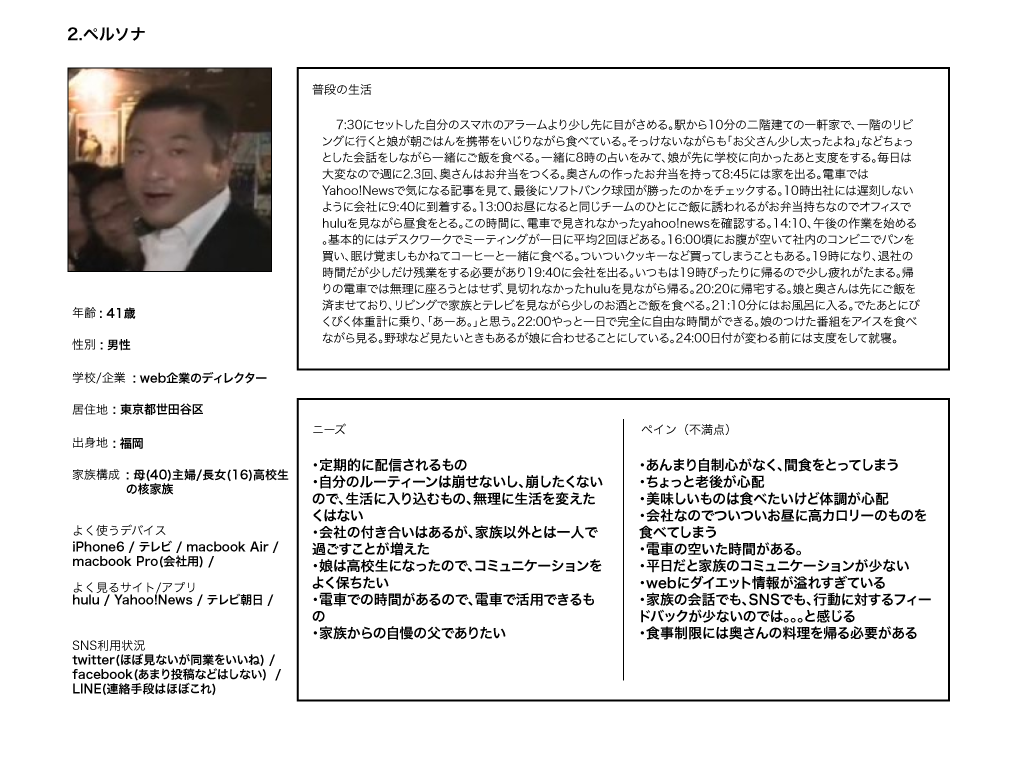 2.ペルソナ
普段の生活
7:30にセットした自分のスマホのアラームより少し先に目がさめる。駅から10分の二階建ての一軒家で、一階のリビ
ングに行くと娘が朝ごはんを携帯をいじりながら食べている。そっけないながらも「お父さん少し太ったよね」などちょっ
とした会話をしながら一緒にご飯を食べる。一緒に8時の占いをみて、娘が先に学校に向かったあと支度をする。毎日は
大変なので週に2.3回、奥さんはお弁当をつくる。奥さんの作ったお弁当を持って8:45には家を出る。電車では
Yahoo!Newsで気になる記事を見て、最後にソフトバンク球団が勝ったのかをチェックする。10時出社には遅刻しない
ように会社に9:40に到着する。13:00お昼になると同じチームのひとにご飯に誘われるがお弁当持ちなのでオフィスで
huluを見ながら昼食をとる。この時間に、電車で見きれなかったyahoo!newsを確認する。14:10、午後の作業を始める
。基本的にはデスクワークでミーティングが一日に平均2回ほどある。16:00頃にお腹が空いて社内のコンビニでパンを
買い、眠け覚ましもかねてコーヒーと一緒に食べる。ついついクッキーなど買ってしまうこともある。19時になり、退社の
時間だが少しだけ残業をする必要があり19:40に会社を出る。いつもは19時ぴったりに帰るので少し疲れがたまる。帰
りの電車では無理に座ろうとはせず、見切れなかったhuluを見ながら帰る。20:20に帰宅する。娘と奥さんは先にご飯を
済ませており、リビングで家族とテレビを見ながら少しのお酒とご飯を食べる。21:10分にはお風呂に入る。でたあとにび
くびく体重計に乗り、「あーあ。」と思う。22:00やっと一日で完全に自由な時間ができる。娘のつけた番組をアイスを食べ
ながら見る。野球など見たいときもあるが娘に合わせることにしている。24:00日付が変わる前には支度をして就寝。
年齢 : 41歳
性別 : 男性
学校/企業 : web企業のディレクター
居住地 : 東京都世田谷区
出身地 : 福岡
家族構成 : 母(40)主婦/長女(16)高校生
の核家族
よく使うデバイス
iPhone6 / テレビ / macbook Air /
macbook Pro(会社用) /
よく見るサイト/アプリ
hulu / Yahoo!News / テレビ朝日 /
SNS利用状況
twitter(ほぼ見ないが同業をいいね) /
facebook(あまり投稿などはしない) /
LINE(連絡手段はほぼこれ)
ニーズ
・定期的に配信されるもの
・自分のルーティーンは崩せないし、崩したくない
ので、生活に入り込むもの、無理に生活を変えた
くはない
・会社の付き合いはあるが、家族以外とは一人で
過ごすことが増えた
・娘は高校生になったので、コミュニケーションを
よく保ちたい
・電車での時間があるので、電車で活用できるも
の
・家族からの自慢の父でありたい
ペイン（不満点）
・あんまり自制心がなく、間食をとってしまう
・ちょっと老後が心配
・美味しいものは食べたいけど体調が心配
・会社なのでついついお昼に高カロリーのものを
食べてしまう
・電車の空いた時間がある。
・平日だと家族のコミュニケーションが少ない
・webにダイエット情報が溢れすぎている
・家族の会話でも、SNSでも、行動に対するフィー
ドバックが少ないのでは。。。と感じる
・食事制限には奥さんの料理を帰る必要がある